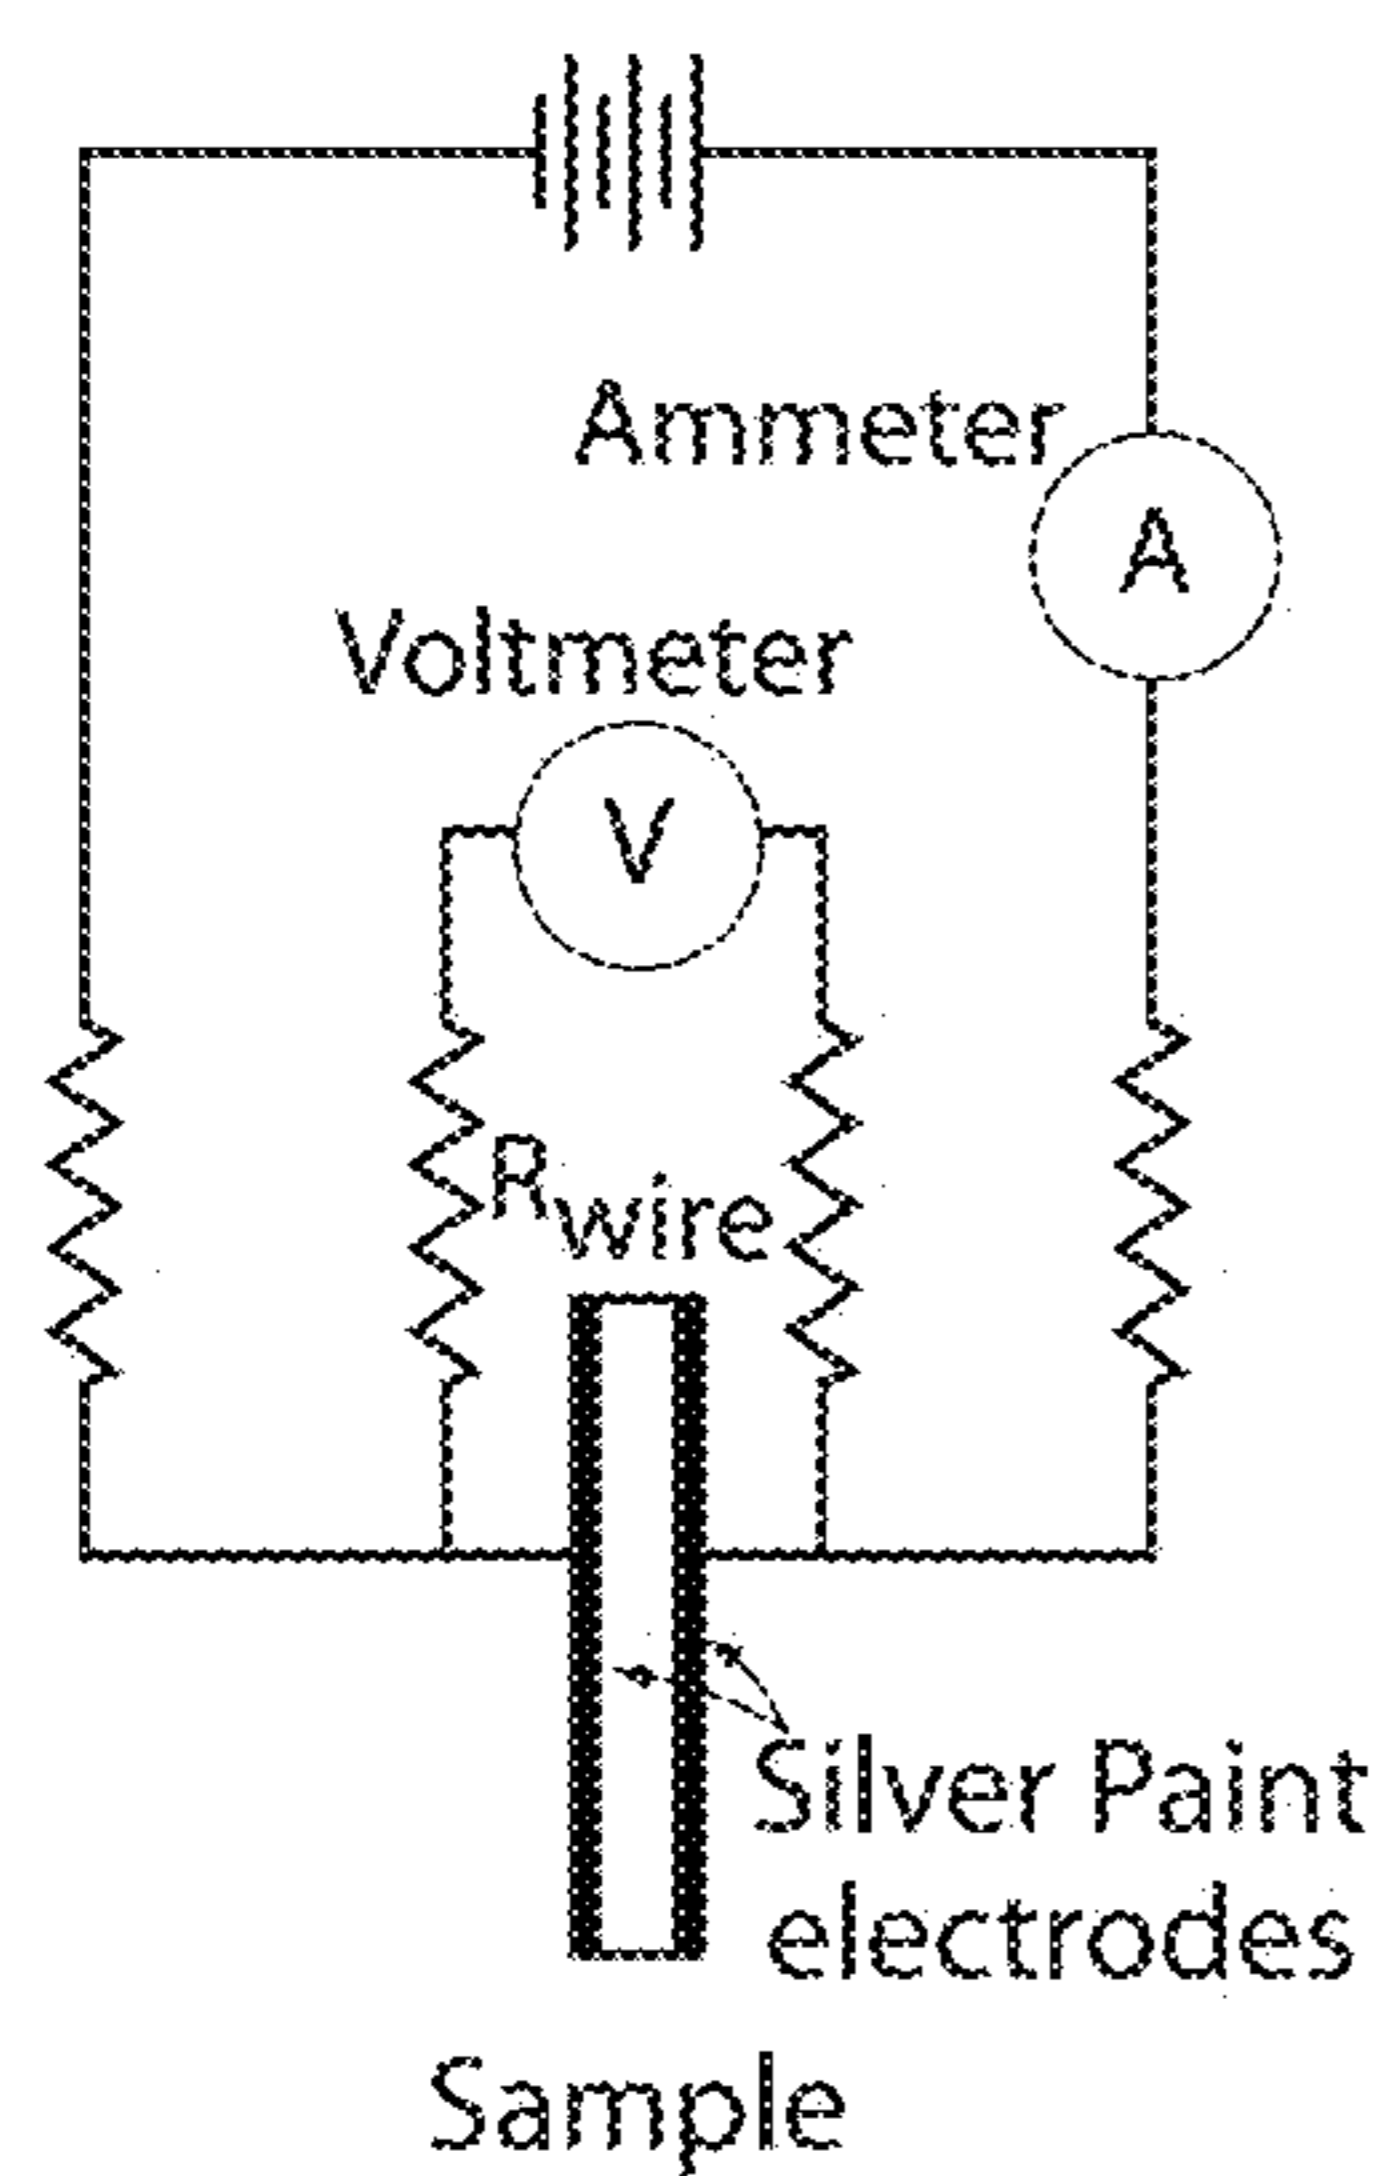 Ammeter
A
Voltmeter
V
Rwire
Silver Paint
electrodes
Sample